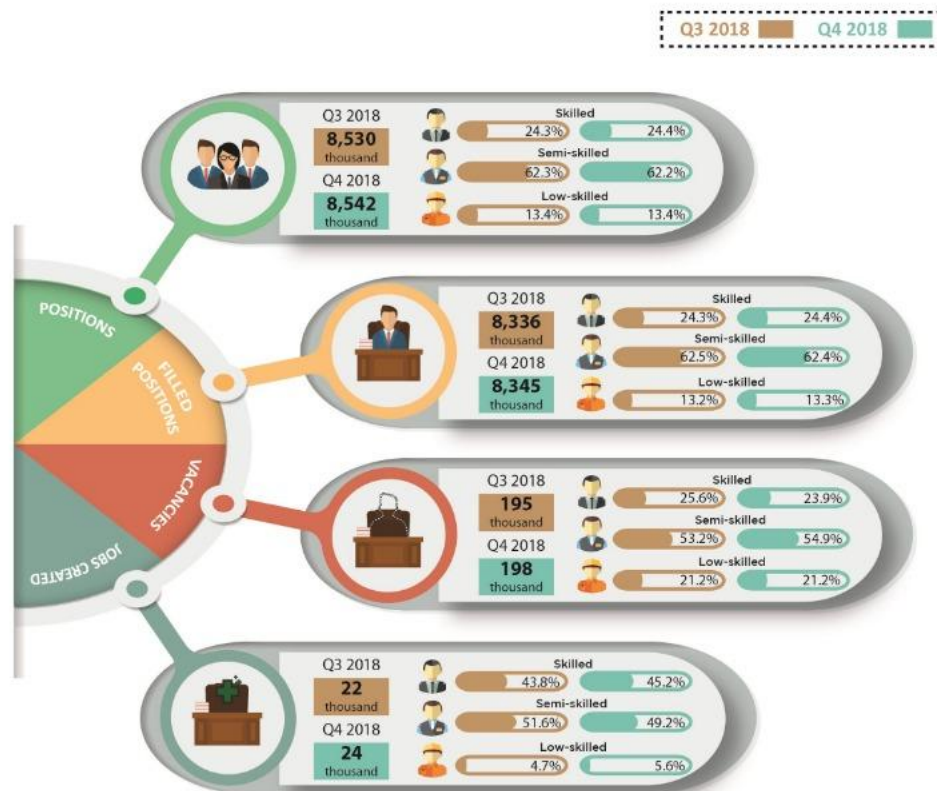 Q3 2018 Q4 2018
Q3 2018
8,530
thousand
Q4 2018
8,542
thousand
Skilled
24.3% 24.4%
Semi-skilled
62.3% 62.2%
Low-skilled
13.4% 13.4%
POSITIONS
Q3 2018
8,336
thousand
Q4 2018
8,345
thousand
Skilled
24.3% 24.4%
Semi-skilled
62.5% 62.4%
Low-skilled
13.2% 13.3%
FILLED
POSITIONS
Q3 2018
195
thousand
Q4 2018
198
thousand
Skilled
25.6% 23.9%
Semi-skilled
53.2% 54.9%
Low-skilled
21.2% 21.2%
VACANCIES
Q3 2018
22
thousand
Q4 2018
24
thousand
Skilled
43.8% 45.2%
Semi-skilled
51.6% 49.2%
Low-skilled
4.7% 5.6%
JOBS CREATED